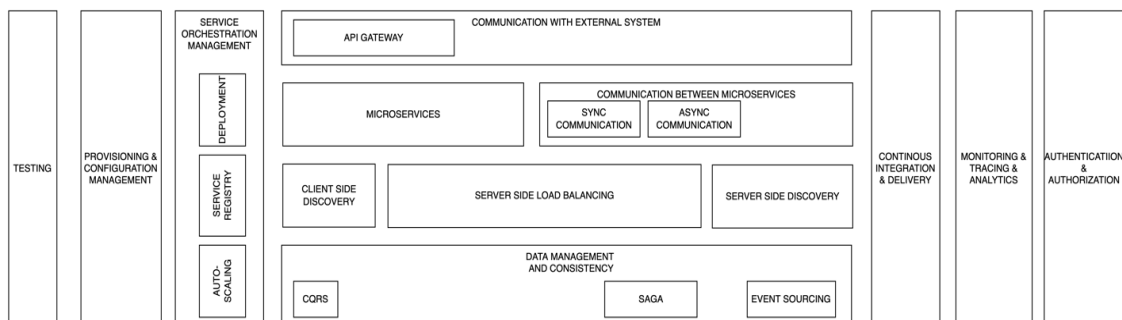 TESTING
PROVISIONING &
CONFIGURATION
MANAGEMENT
SERVICE
ORCHESTRATION
MANAGEMENT
DEPLOYMENT
SERVICE
REGISTRY
AUTO-
SCALING
COMMUNICATION WITH EXTERNAL SYSTEM
API GATEWAY
MICROSERVICES
COMMUNICATION BETWEEN MICROSERVICES
SYNC
COMMUNICATION
ASYNC
COMMUNICATION
CLIENT SIDE
DISCOVERY
SERVER SIDE LOAD BALANCING
SERVER SIDE DISCOVERY
DATA MANAGEMENT
AND CONSISTENCY
CQRS
SAGA
EVENT SOURCING
CONTINOUS
INTEGRATION
& DELIVERY
MONITORING &
TRACING &
ANALYTICS
AUTHENTICATIION
&
AUTHORIZATION